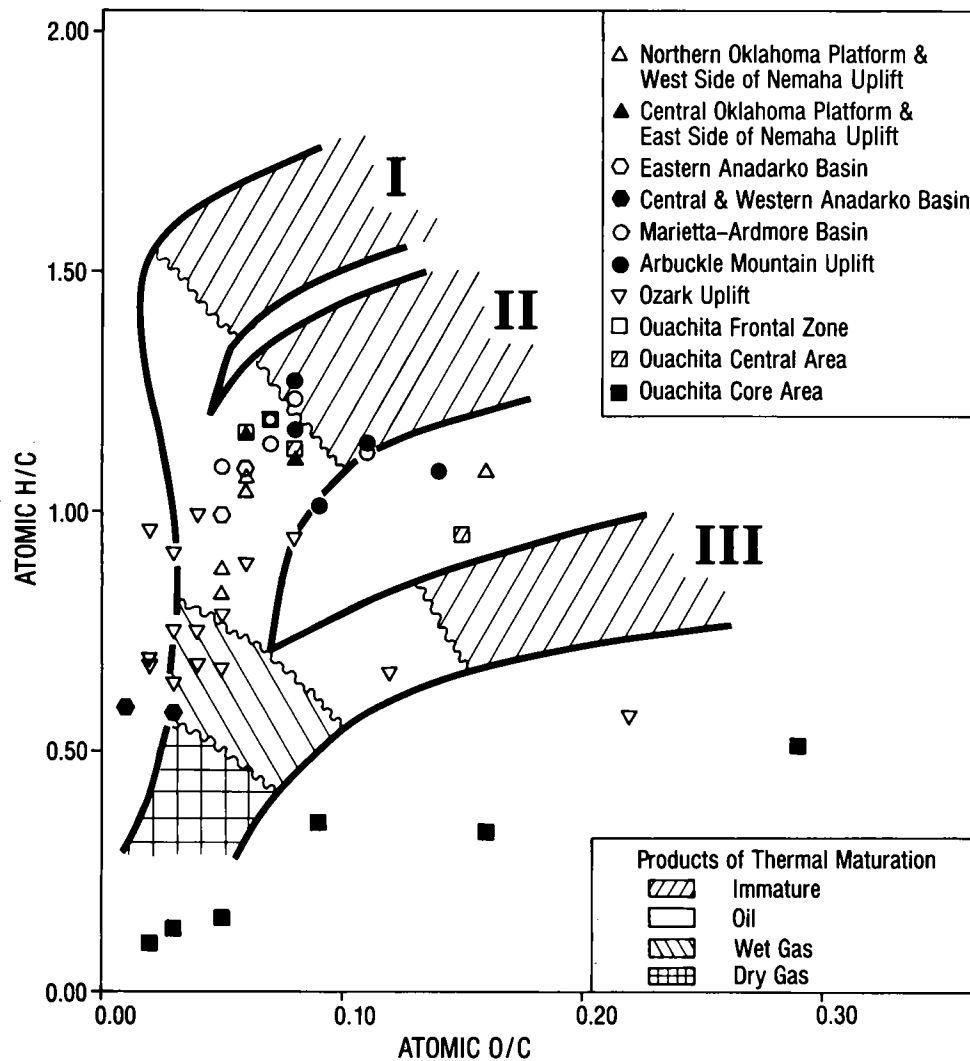 2.00
1.50
1.00
0.50
0.00
ATOMIC H/C
0.00
0.10
0.20
0.30
ATOMIC O/C
I
II
III
Northern Oklahoma Platform &
West Side of Nemaha Uplift
Central Oklahoma Platform &
East Side of Nemaha Uplift
Eastern Anadarko Basin
Central & Western Anadarko Basin
Marietta–Ardmore Basin
Arbuckle Mountain Uplift
Ozark Uplift
Ouachita Frontal Zone
Ouachita Central Area
Ouachita Core Area
Products of Thermal Maturation
Immature
Oil
Wet Gas
Dry Gas